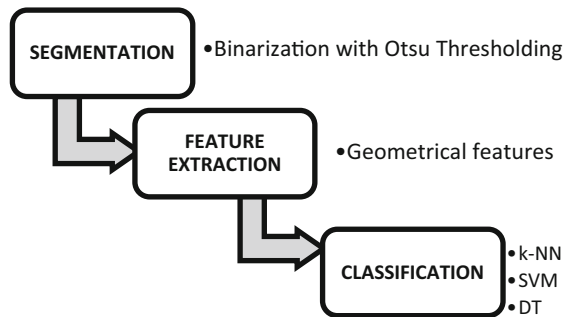 SEGMENTATION
•Binarization with Otsu Thresholding
FEATURE
EXTRACTION
•Geometrical features
CLASSIFICATION
•k-NN
•SVM
•DT